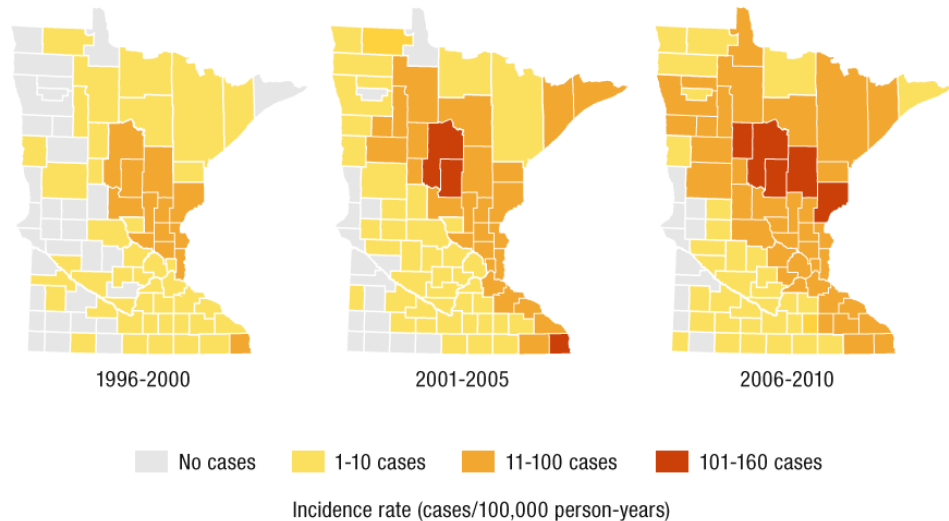 1996-2000
2001-2005
2006-2010
No cases
1-10 cases
11-100 cases
101-160 cases
Incidence rate (cases/100,000 person-years)